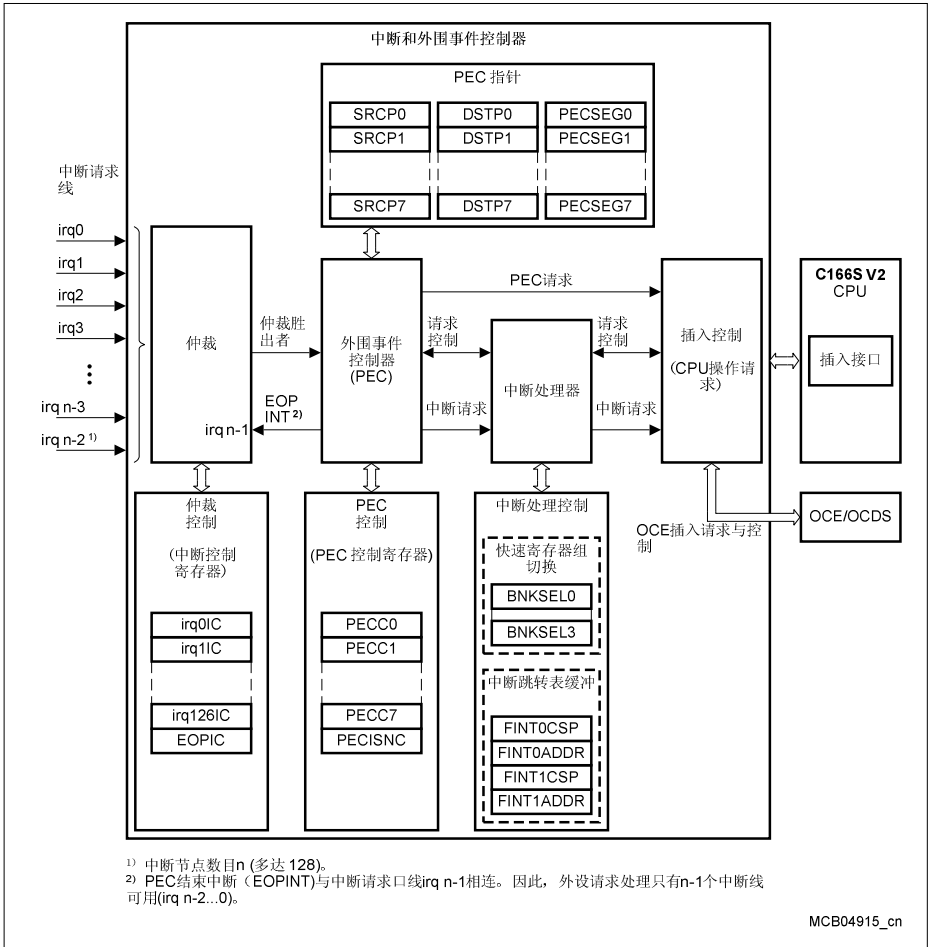 中断和外围事件控制器
PEC 指针
SRCP0 DSTP0 PECSEG0
SRCP1 DSTP1 PECSEG1
SRCP7 DSTP7 PECSEG7
中断请求
线
irq0
irq1
irq2
irq3
irq n-3
irq n-2 1)
仲裁
仲裁胜
出者
EOP
INT 2)
irq n-1
外围事件
控制器
(PEC)
PEC请求
请求
控制
中断请求
中断处理器
请求
控制
中断请求
插入控制
(CPU操作请
求)
C166S V2
CPU
插入接口
OCE/OCDS
OCE插入请求与控
制
仲裁
控制
(中断控制
寄存器)
irq0IC
irq1IC
irq126IC
EOPIC
PEC
控制
(PEC 控制寄存器)
PECC0
PECC1
PECC7
PECISNC
中断处理控制
快速寄存器组
切换
BNKSEL0
BNKSEL3
中断跳转表缓冲
FINT0CSP
FINT0ADDR
FINT1CSP
FINT1ADDR
1) 中断节点数目n (多达 128)。
2) PEC结束中断（EOPINT)与中断请求口线irq n-1相连。因此，外设请求处理只有n-1个中断线
可用(irq n-2...0)。
MCB04915_cn